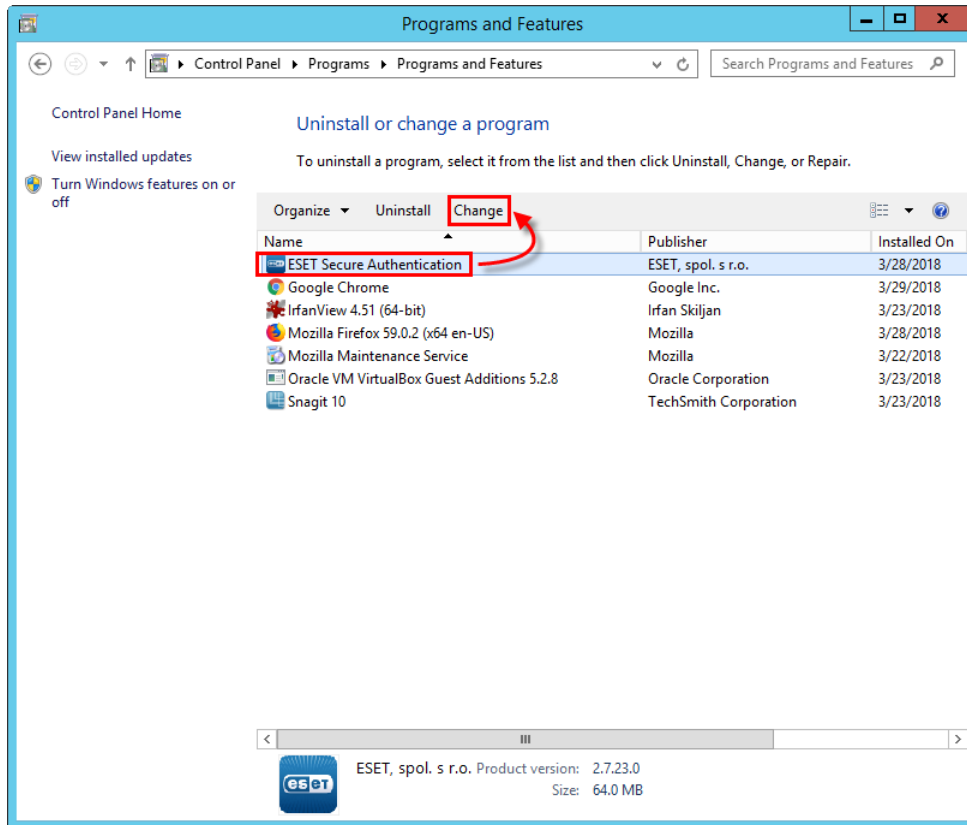 Programs and Features
Control Panel Programs Programs and Features Search Programs and Features
Control Panel Home
View installed updates
Turn Windows features on or
off
Uninstall or change a program
To uninstall a program, select it from the list and then click Uninstall, Change, or Repair.
Organize Uninstall Change
Name Publisher Installed On
ESET Secure Authentication ESET, spol. s r.o. 3/28/2018
Google Chrome Google Inc. 3/29/2018
IrfanView 4.51 (64-bit) Irfan Skiljan 3/23/2018
Mozilla Firefox 59.0.2 (x64 en-US) Mozilla 3/28/2018
Mozilla Maintenance Service Mozilla 3/22/2018
Oracle VM VirtualBox Guest Additions 5.2.8 Oracle Corporation 3/23/2018
Snagit 10 TechSmith Corporation 3/23/2018
eseT ESET, spol. s r.o. Product version: 2.7.23.0
Size: 64.0 MB